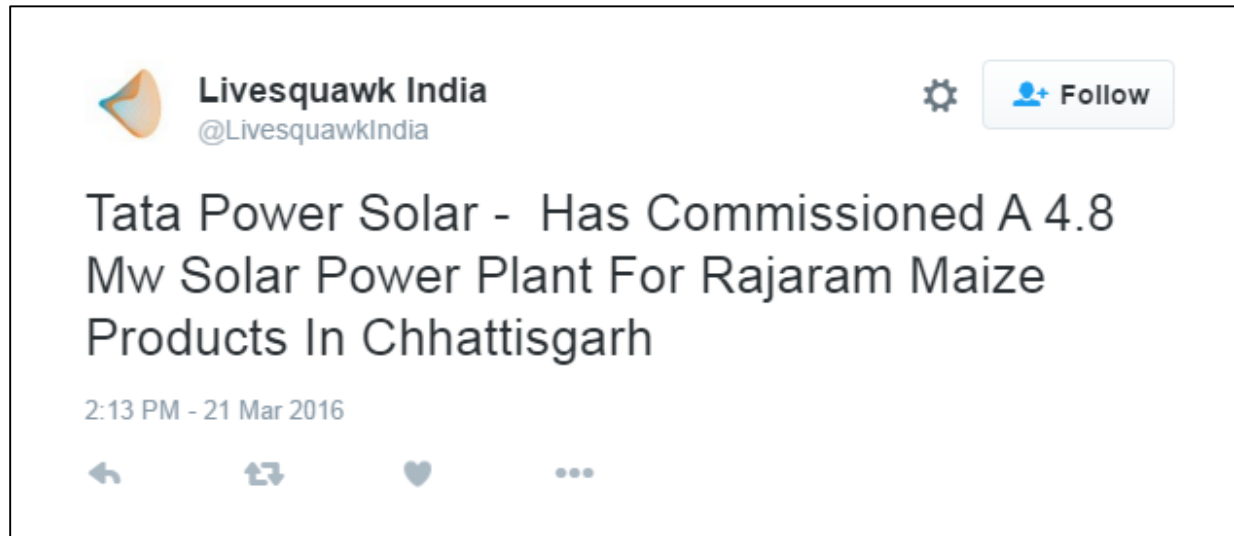 Livesquawk India
@LivesquawkIndia
Follow
Tata Power Solar -  Has Commissioned A 4.8
Mw Solar Power Plant For Rajaram Maize
Products In Chhattisgarh
2:13 PM - 21 Mar 2016